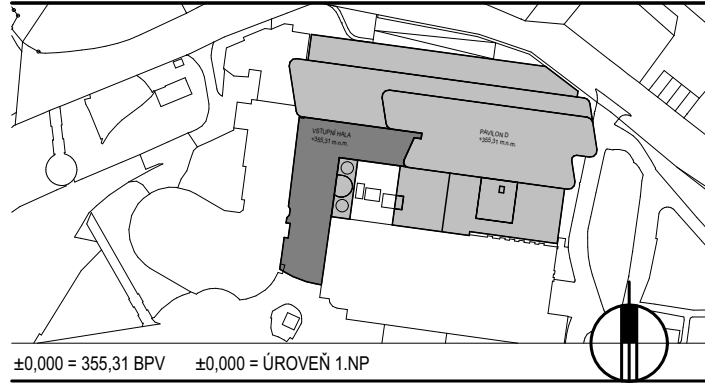 VSTUPNÍ HALA
+355,31 m.n.m.
PAVILON D
+355,31 m.n.m.
±0,000 = 355,31 BPV ±0,000 = ÚROVEŇ 1.NP